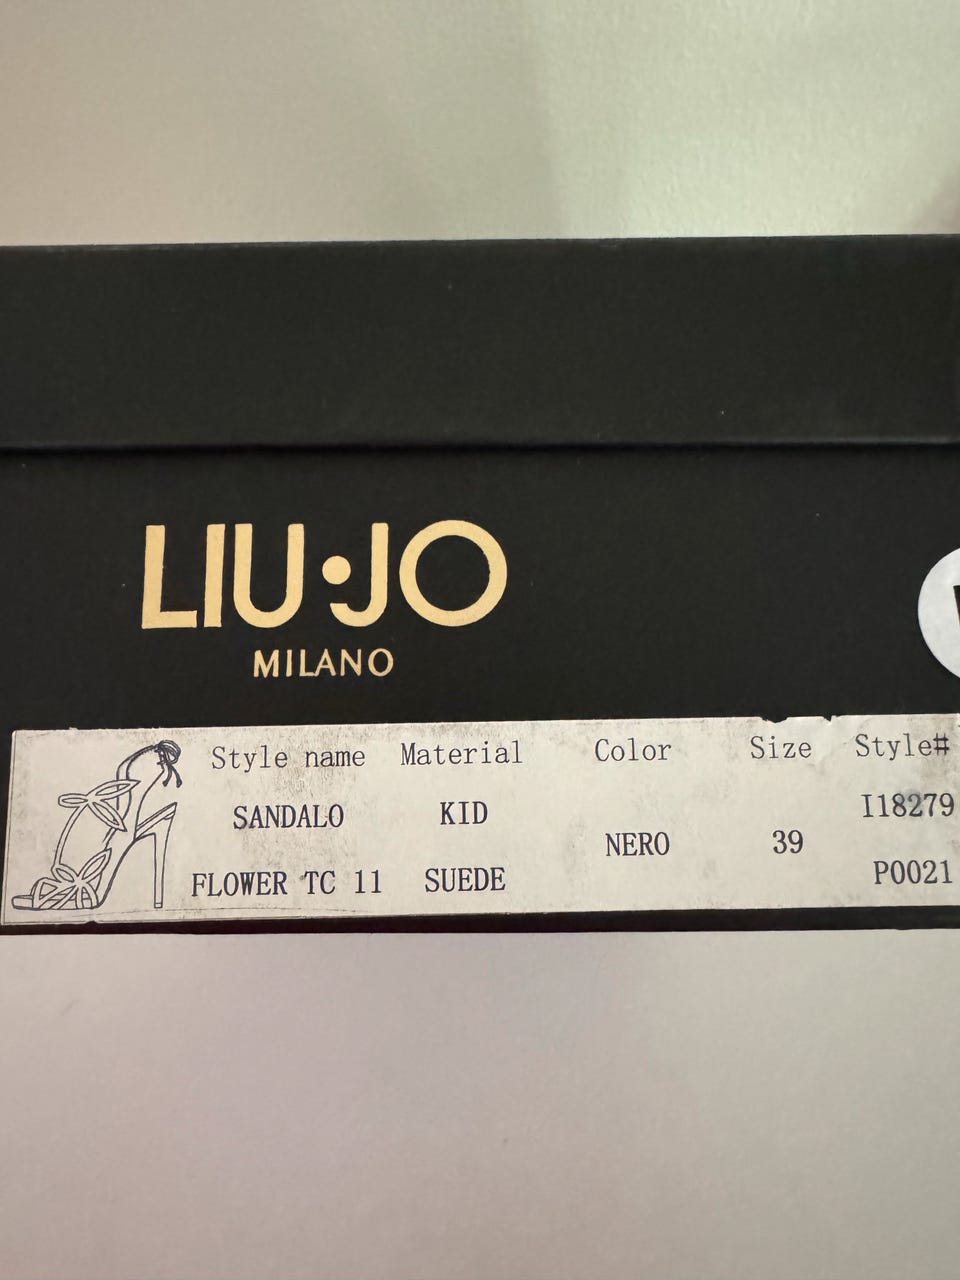 LIU·JO
MILANO
Style name Material Color Size Style#
SANDALO KID I18279
NERO 39
FLOWER TC 11 SUEDE P0021